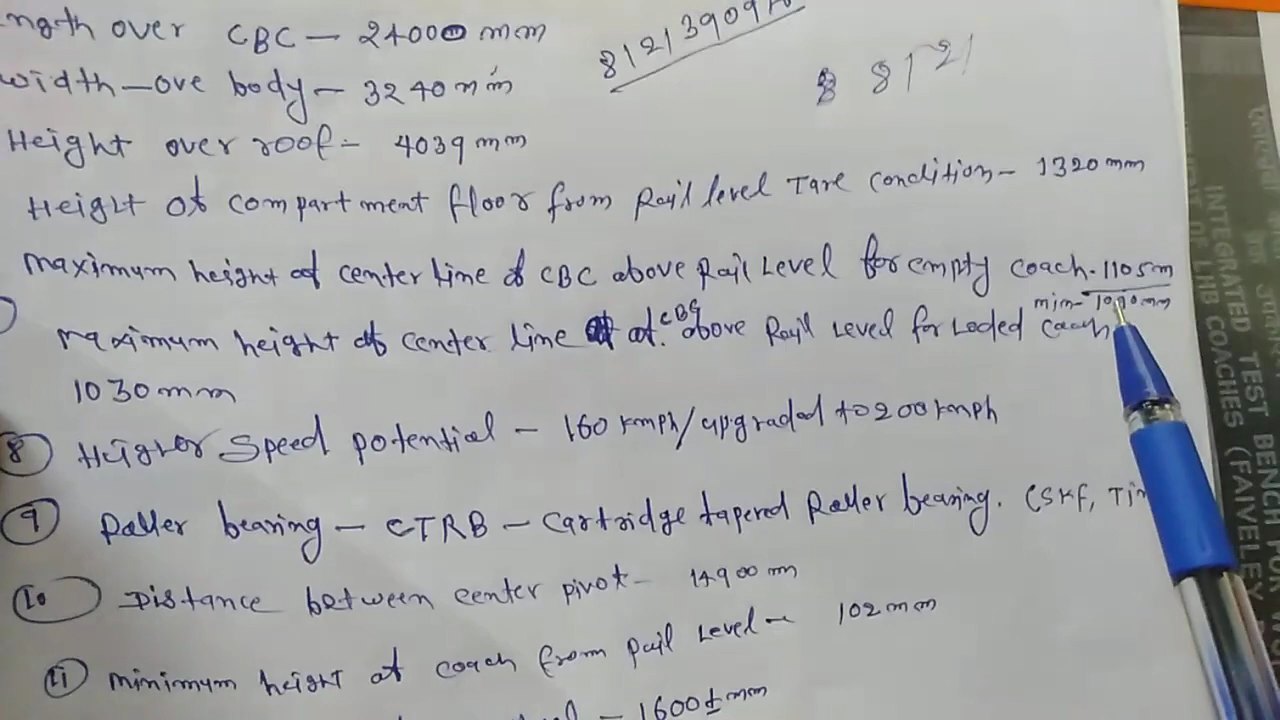 ngth over CBC - 24000 mm
8121390970
8 8121
width - ove body - 3240 mm
Height over roof - 4039 mm
Height of compartment floor from Rail level Tare condition - 1320 mm
maximum height of center line of CBC above Rail Level for empty coach. 1105m
min-
maximum height of center line of CBC above Rail Level for Loded Coach
1030 mm
8 Higher Speed potential - 160 kmph/upgraded to 200 kmph
9 Roller bearing - CTRB - Cartridge tapered Roller bearing. (SKF, Tim
10 Distance between center pivot - 14900 mm
11 minimum height of coach from Rail Level - 102 mm
- 1600 ± mm
INTEGRATED TEST BENCH FOR
OF LHB COACHES (FAIVELEY